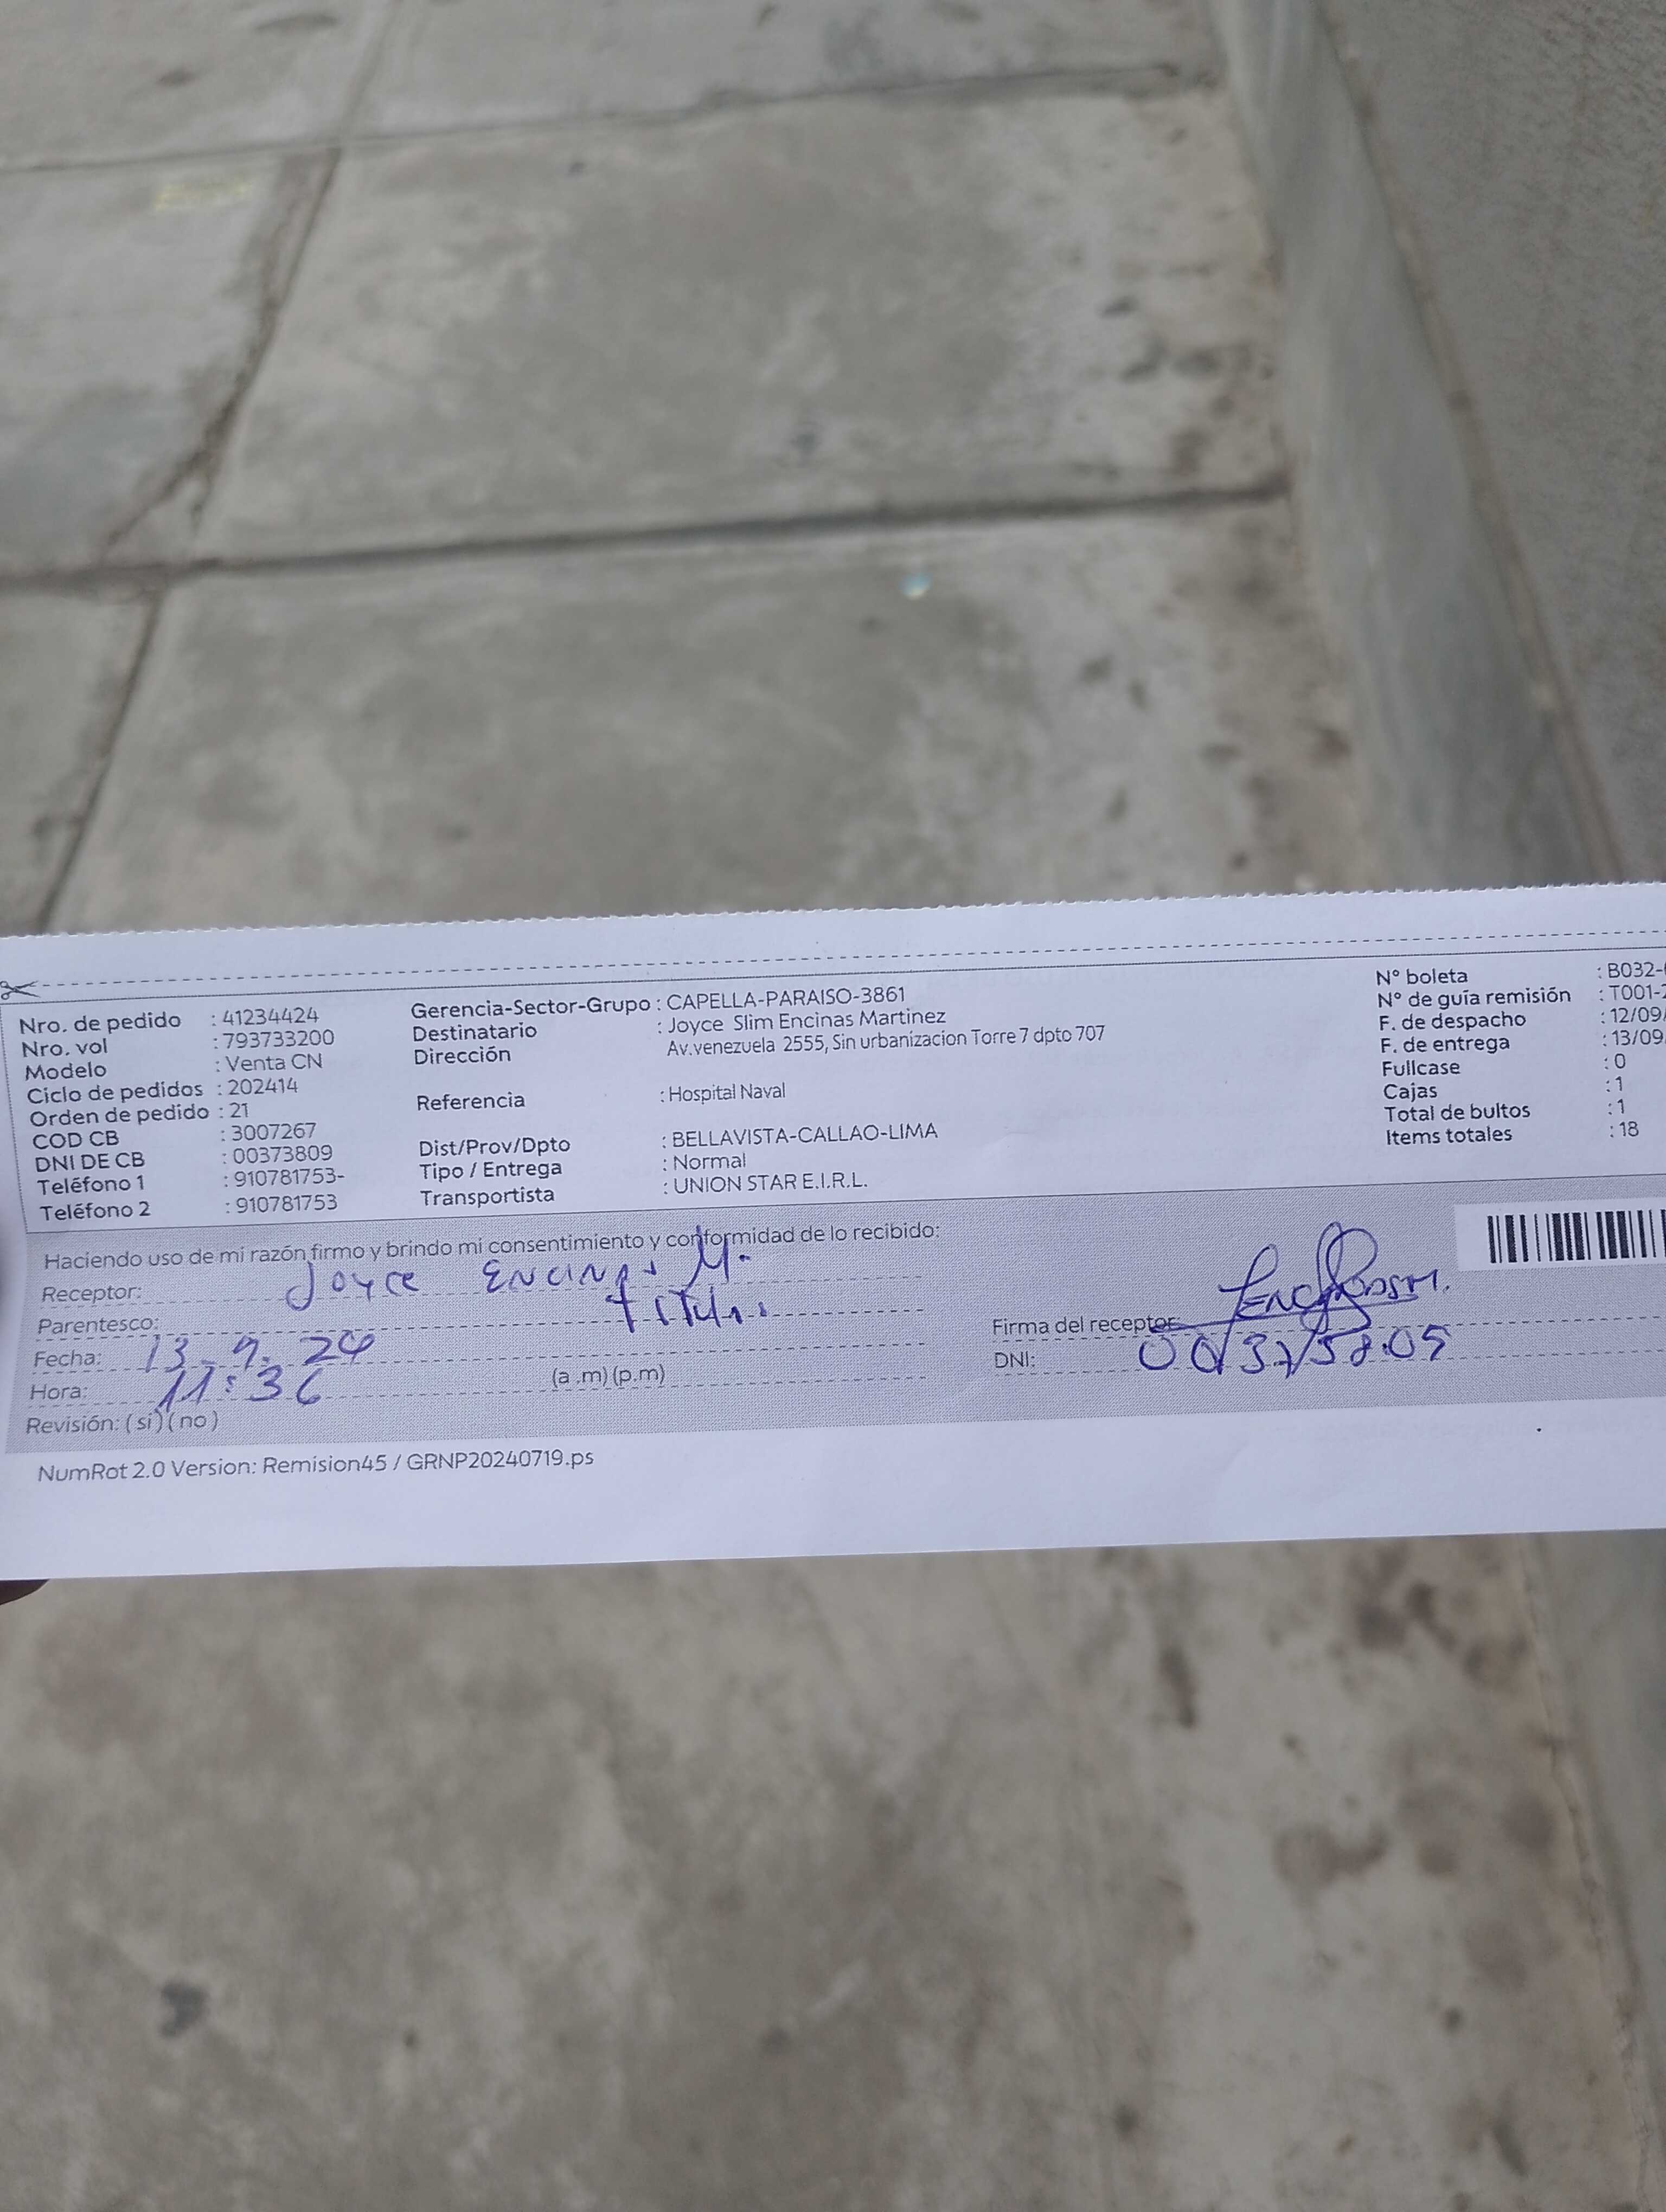 Nro. de pedido : 41234424
Nro. vol : 793733200
Modelo : Venta CN
Ciclo de pedidos : 202414
Orden de pedido : 21
COD CB : 3007267
DNI DE CB : 00373809
Teléfono 1 : 910781753-
Teléfono 2 : 910781753
Gerencia-Sector-Grupo : CAPELLA-PARAISO-3861
Destinatario : Joyce Slim Encinas Martinez
Dirección Av.venezuela 2555, Sin urbanizacion Torre 7 dpto 707
Referencia : Hospital Naval
Dist/Prov/Dpto : BELLAVISTA-CALLAO-LIMA
Tipo / Entrega : Normal
Transportista : UNION STAR E.I.R.L.
N° boleta : B032-
N° de guía remisión : T001-
F. de despacho : 12/09/
F. de entrega : 13/09
Fullcase : 0
Cajas : 1
Total de bultos : 1
Items totales : 18
Haciendo uso de mi razón firmo y brindo mi consentimiento y conformidad de lo recibido:
Receptor: Joyce Encinas M.
Parentesco:
Fecha: 13-9-24
Hora: 11:36 (a .m) (p.m)
Revisión: (si) (no)
Firma del receptor
DNI:
NumRot 2.0 Version: Remision45 / GRNP20240719.ps